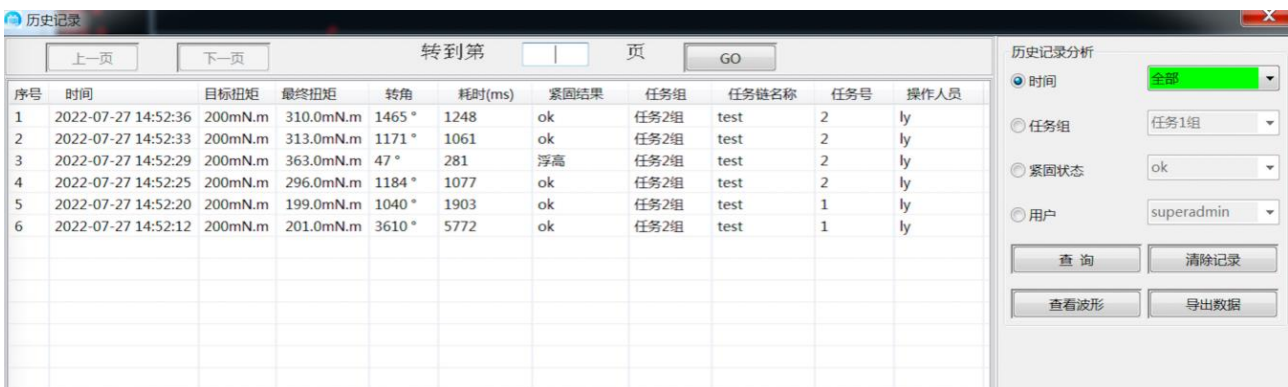 历史记录
上一页 下一页 转到第 页 GO
序号 时间 目标扭矩 最终扭矩 转角 耗时(ms) 紧固结果 任务组 任务链名称 任务号 操作人员
1 2022-07-27 14:52:36 200mN.m 310.0mN.m 1465° 1248 ok 任务2组 test 2 ly
2 2022-07-27 14:52:33 200mN.m 313.0mN.m 1171° 1061 ok 任务2组 test 2 ly
3 2022-07-27 14:52:29 200mN.m 363.0mN.m 47° 281 浮高 任务2组 test 2 ly
4 2022-07-27 14:52:25 200mN.m 296.0mN.m 1184° 1077 ok 任务2组 test 2 ly
5 2022-07-27 14:52:20 200mN.m 199.0mN.m 1040° 1903 ok 任务2组 test 1 ly
6 2022-07-27 14:52:12 200mN.m 201.0mN.m 3610° 5772 ok 任务2组 test 1 ly
历史记录分析
时间 全部
任务组 任务1组
紧固状态 ok
用户 superadmin
查 询 清除记录
查看波形 导出数据